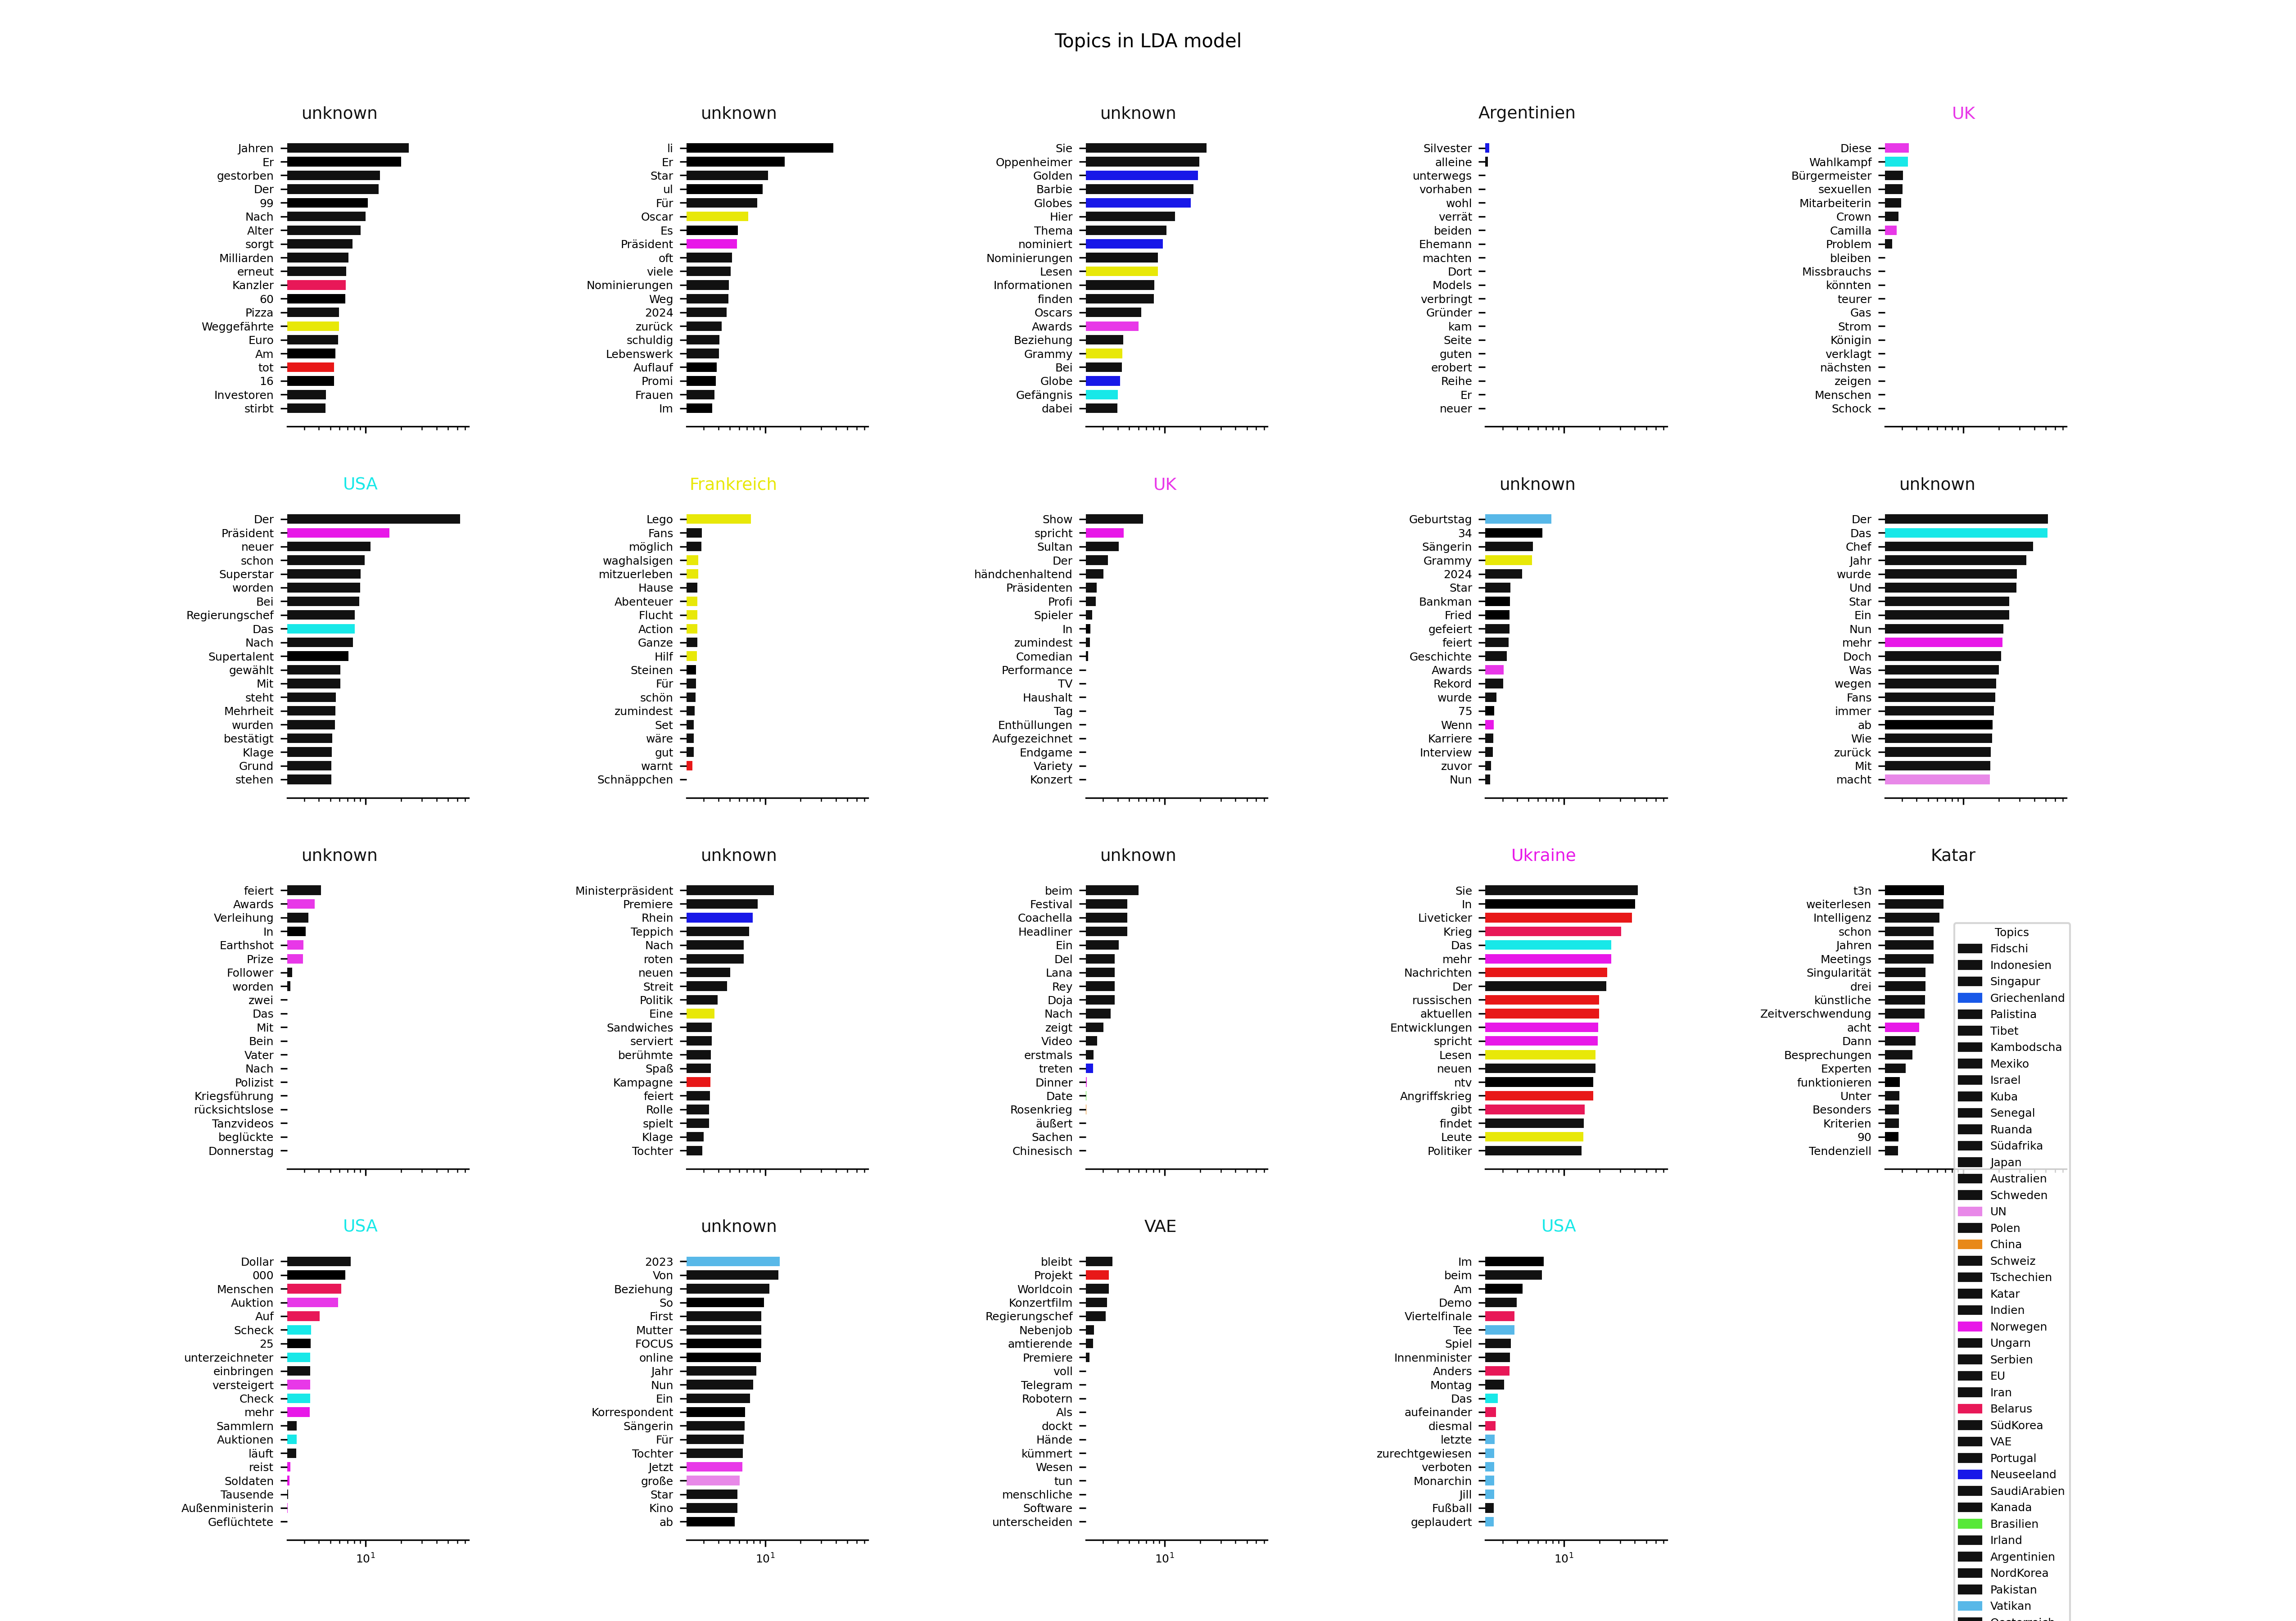 Topics in LDA model
unknown
Jahren
Er
gestorben
Der
99
Nach
Alter
sorgt
Milliarden
erneut
Kanzler
60
Pizza
Weggefährte
Euro
Am
tot
16
Investoren
stirbt
unknown
li
Er
Star
ul
Für
Oscar
Es
Präsident
oft
viele
Nominierungen
Weg
2024
zurück
schuldig
Lebenswerk
Auflauf
Promi
Frauen
Im
unknown
Sie
Oppenheimer
Golden
Barbie
Globes
Hier
Thema
nominiert
Nominierungen
Lesen
Informationen
finden
Oscars
Awards
Beziehung
Grammy
Bei
Globe
Gefängnis
dabei
Argentinien
Silvester
alleine
unterwegs
vorhaben
wohl
verrät
beiden
Ehemann
machten
Dort
Models
verbringt
Gründer
kam
Seite
guten
erobert
Reihe
Er
neuer
UK
Diese
Wahlkampf
Bürgermeister
sexuellen
Mitarbeiterin
Crown
Camilla
Problem
bleiben
Missbrauchs
könnten
teurer
Gas
Strom
Königin
verklagt
nächsten
zeigen
Menschen
Schock
USA
Der
Präsident
neuer
schon
Superstar
worden
Bei
Regierungschef
Das
Nach
Supertalent
gewählt
Mit
steht
Mehrheit
wurden
bestätigt
Klage
Grund
stehen
Frankreich
Lego
Fans
möglich
waghalsigen
mitzuerleben
Hause
Abenteuer
Flucht
Action
Ganze
Hilf
Steinen
Für
schön
zumindest
Set
wäre
gut
warnt
Schnäppchen
UK
Show
spricht
Sultan
Der
händchenhaltend
Präsidenten
Profi
Spieler
In
zumindest
Comedian
Performance
TV
Haushalt
Tag
Enthüllungen
Aufgezeichnet
Endgame
Variety
Konzert
unknown
Geburtstag
34
Sängerin
Grammy
2024
Star
Bankman
Fried
gefeiert
feiert
Geschichte
Awards
Rekord
wurde
75
Wenn
Karriere
Interview
zuvor
Nun
unknown
Der
Das
Chef
Jahr
wurde
Und
Star
Ein
Nun
mehr
Doch
Was
wegen
Fans
immer
ab
Wie
zurück
Mit
macht
unknown
feiert
Awards
Verleihung
In
Earthshot
Prize
Follower
worden
zwei
Das
Mit
Bein
Vater
Nach
Polizist
Kriegsführung
rücksichtslose
Tanzvideos
beglückte
Donnerstag
unknown
Ministerpräsident
Premiere
Rhein
Teppich
Nach
roten
neuen
Streit
Politik
Eine
Sandwiches
serviert
berühmte
Spaß
Kampagne
feiert
Rolle
spielt
Klage
Tochter
unknown
beim
Festival
Coachella
Headliner
Ein
Del
Lana
Rey
Doja
Nach
zeigt
Video
erstmals
treten
Dinner
Date
Rosenkrieg
äußert
Sachen
Chinesisch
Ukraine
Sie
In
Liveticker
Krieg
Das
mehr
Nachrichten
Der
russischen
aktuellen
Entwicklungen
spricht
Lesen
neuen
ntv
Angriffskrieg
gibt
findet
Leute
Politiker
Katar
t3n
weiterlesen
Intelligenz
schon
Jahren
Meetings
Singularität
drei
künstliche
Zeitverschwendung
acht
Dann
Besprechungen
Experten
funktionieren
Unter
Besonders
Kriterien
90
Tendenziell
USA
Dollar
000
Menschen
Auktion
Auf
Scheck
25
unterzeichneter
einbringen
versteigert
Check
mehr
Sammlern
Auktionen
läuft
reist
Soldaten
Tausende
Außenministerin
Geflüchtete
10¹
unknown
2023
Von
Beziehung
So
First
Mutter
FOCUS
online
Jahr
Nun
Ein
Korrespondent
Sängerin
Für
Tochter
Jetzt
große
Star
Kino
ab
10¹
VAE
bleibt
Projekt
Worldcoin
Konzertfilm
Regierungschef
Nebenjob
amtierende
Premiere
voll
Telegram
Robotern
Als
dockt
Hände
kümmert
Wesen
tun
menschliche
Software
unterscheiden
10¹
USA
Im
beim
Am
Demo
Viertelfinale
Tee
Spiel
Innenminister
Anders
Montag
Das
aufeinander
diesmal
letzte
zurechtgewiesen
verboten
Monarchin
Jill
Fußball
geplaudert
10¹
Topics
Fidschi
Indonesien
Singapur
Griechenland
Palistina
Tibet
Kambodscha
Mexiko
Israel
Kuba
Senegal
Ruanda
Südafrika
Japan
Australien
Schweden
UN
Polen
China
Schweiz
Tschechien
Katar
Indien
Norwegen
Ungarn
Serbien
EU
Iran
Belarus
SüdKorea
VAE
Portugal
Neuseeland
SaudiArabien
Kanada
Brasilien
Irland
Argentinien
NordKorea
Pakistan
Vatikan